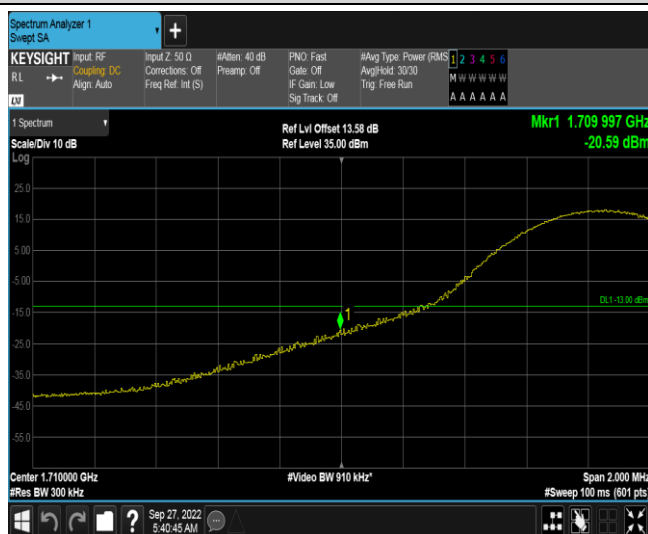 Spectrum Analyzer 1
Swept SA
KEYSIGHT
RL
LXI
Input: RF
Coupling: DC
Align: Auto
Input Z: 50 Ω
Corrections: Off
Freq Ref: Int (S)
#Atten: 40 dB
Preamp: Off
PNO: Fast
Gate: Off
IF Gain: Low
Sig Track: Off
#Avg Type: Power (RMS
Avg|Hold: 30/30
Trig: Free Run
1 2 3 4 5 6
M W W W W W
A A A A A A
1 Spectrum
Scale/Div 10 dB
Log
Ref Lvl Offset 13.58 dB
Ref Level 35.00 dBm
Mkr1 1.709 997 GHz
-20.59 dBm
25.0
15.0
5.00
-5.00
DL1 -13.00 dBm
1
-15.0
-25.0
-35.0
-45.0
-55.0
Center 1.710000 GHz
#Res BW 300 kHz
#Video BW 910 kHz*
Span 2.000 MHz
#Sweep 100 ms (601 pts)
Sep 27, 2022
5:40:45 AM